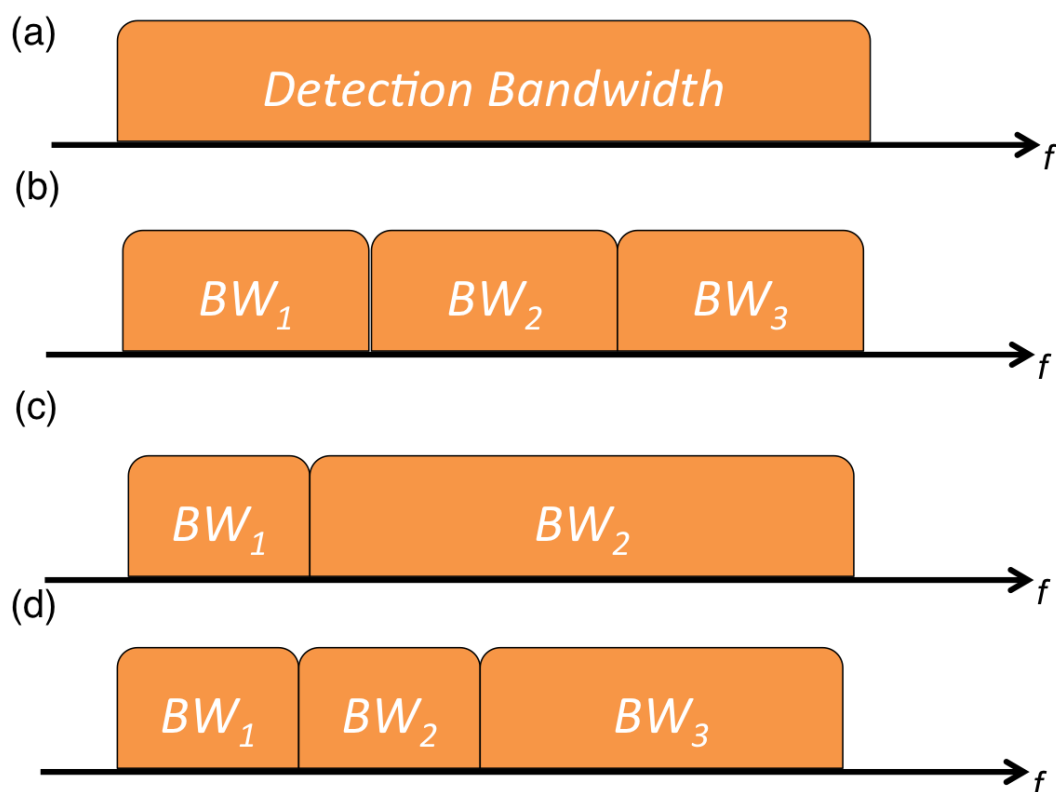 (a)
Detection Bandwidth
f
(b)
BW1 BW2 BW3
f
(c)
BW1 BW2
f
(d)
BW1 BW2 BW3
f